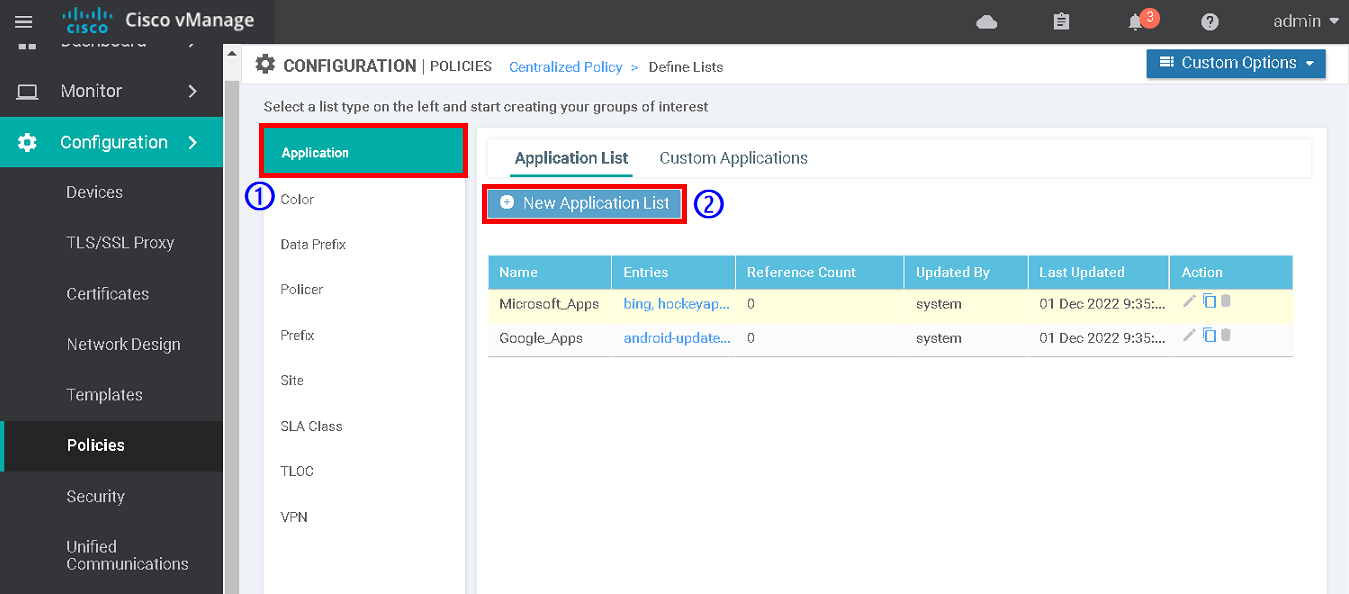 cisco Cisco vManage
3
admin
Dashboard
Monitor
Configuration
Devices
TLS/SSL Proxy
Certificates
Network Design
Templates
Policies
Security
Unified
Communications
CONFIGURATION | POLICIES Centralized Policy > Define Lists
Custom Options
Select a list type on the left and start creating your groups of interest
Application
① Color
Data Prefix
Policer
Prefix
Site
SLA Class
TLOC
VPN
Application List Custom Applications
New Application List ②
Name Entries Reference Count Updated By Last Updated Action
Microsoft_Apps bing, hockeyap... 0 system 01 Dec 2022 9:35:...
Google_Apps android-update... 0 system 01 Dec 2022 9:35:...